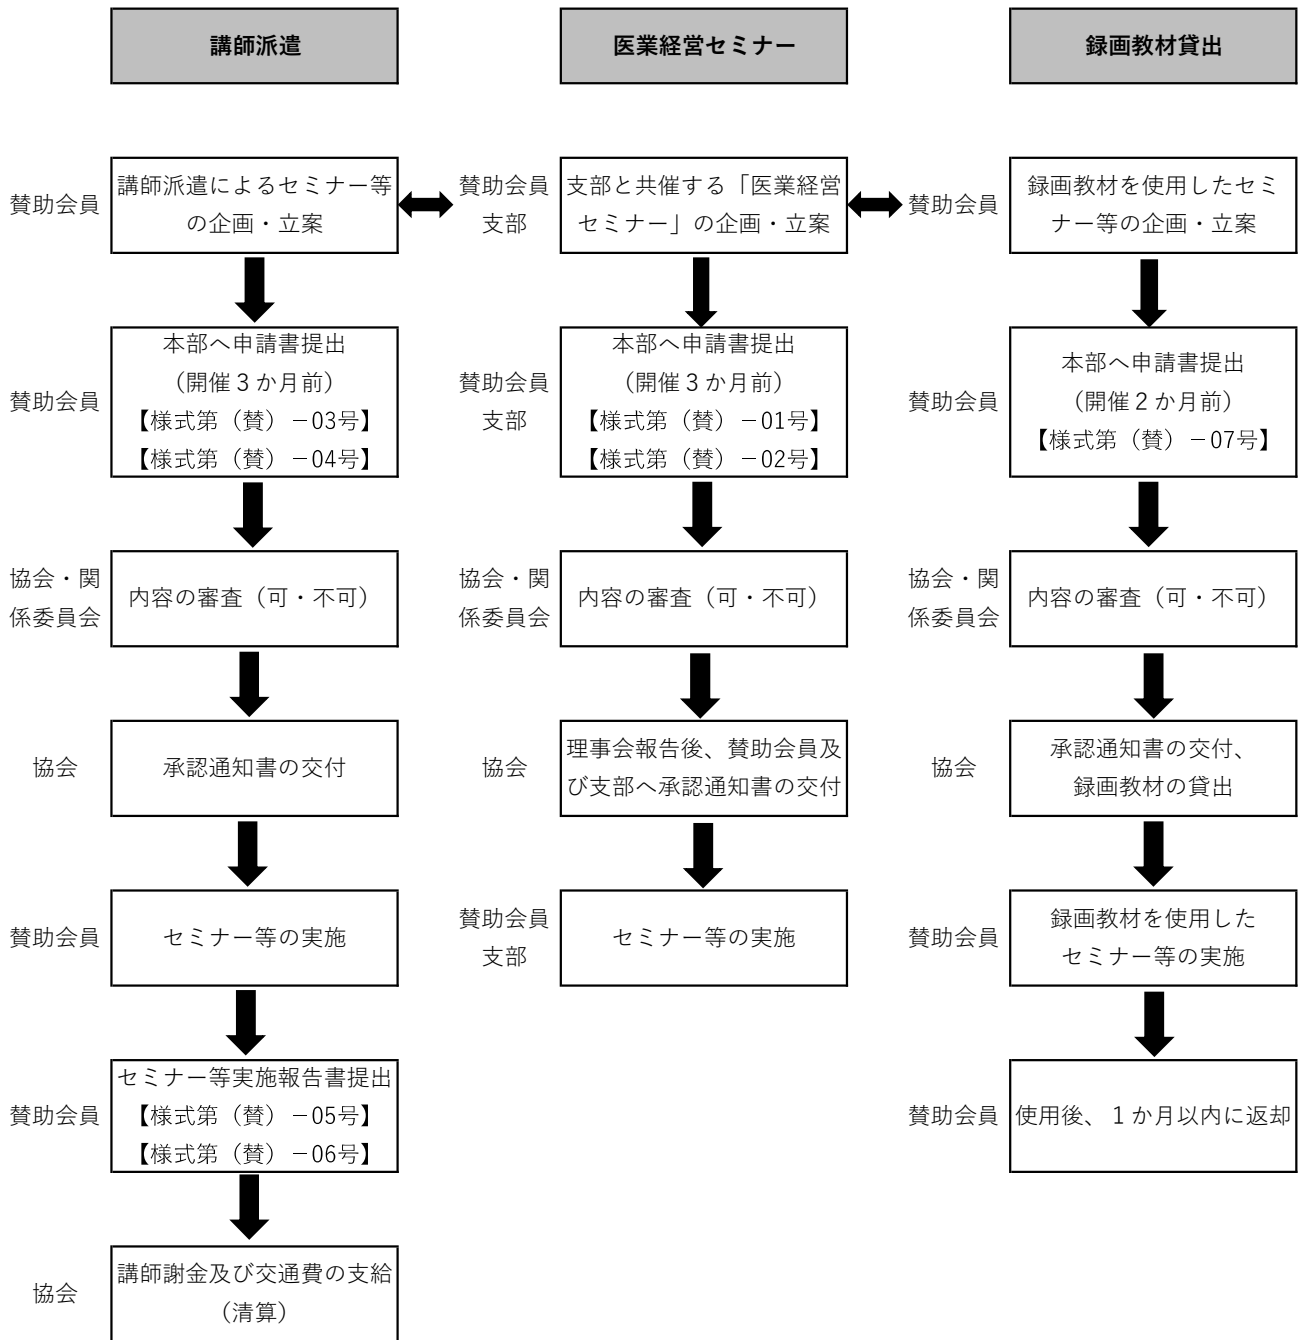 講師派遣
医業経営セミナー
録画教材貸出
賛助会員
講師派遣によるセミナー等
の企画・立案
賛助会員
支部
支部と共催する「医業経営
セミナー」の企画・立案
賛助会員
録画教材を使用したセミ
ナー等の企画・立案
賛助会員
本部へ申請書提出
（開催３か月前）
【様式第（賛）－03号】
【様式第（賛）－04号】
賛助会員
支部
本部へ申請書提出
（開催３か月前）
【様式第（賛）－01号】
【様式第（賛）－02号】
賛助会員
本部へ申請書提出
（開催２か月前）
【様式第（賛）－07号】
協会・関
係委員会
内容の審査（可・不可）
協会・関
係委員会
内容の審査（可・不可）
協会・関
係委員会
内容の審査（可・不可）
協会
承認通知書の交付
協会
理事会報告後、賛助会員及
び支部へ承認通知書の交付
協会
承認通知書の交付、
録画教材の貸出
賛助会員
セミナー等の実施
賛助会員
支部
セミナー等の実施
賛助会員
録画教材を使用した
セミナー等の実施
賛助会員
セミナー等実施報告書提出
【様式第（賛）－05号】
【様式第（賛）－06号】
賛助会員
使用後、１か月以内に返却
協会
講師謝金及び交通費の支給
（清算）